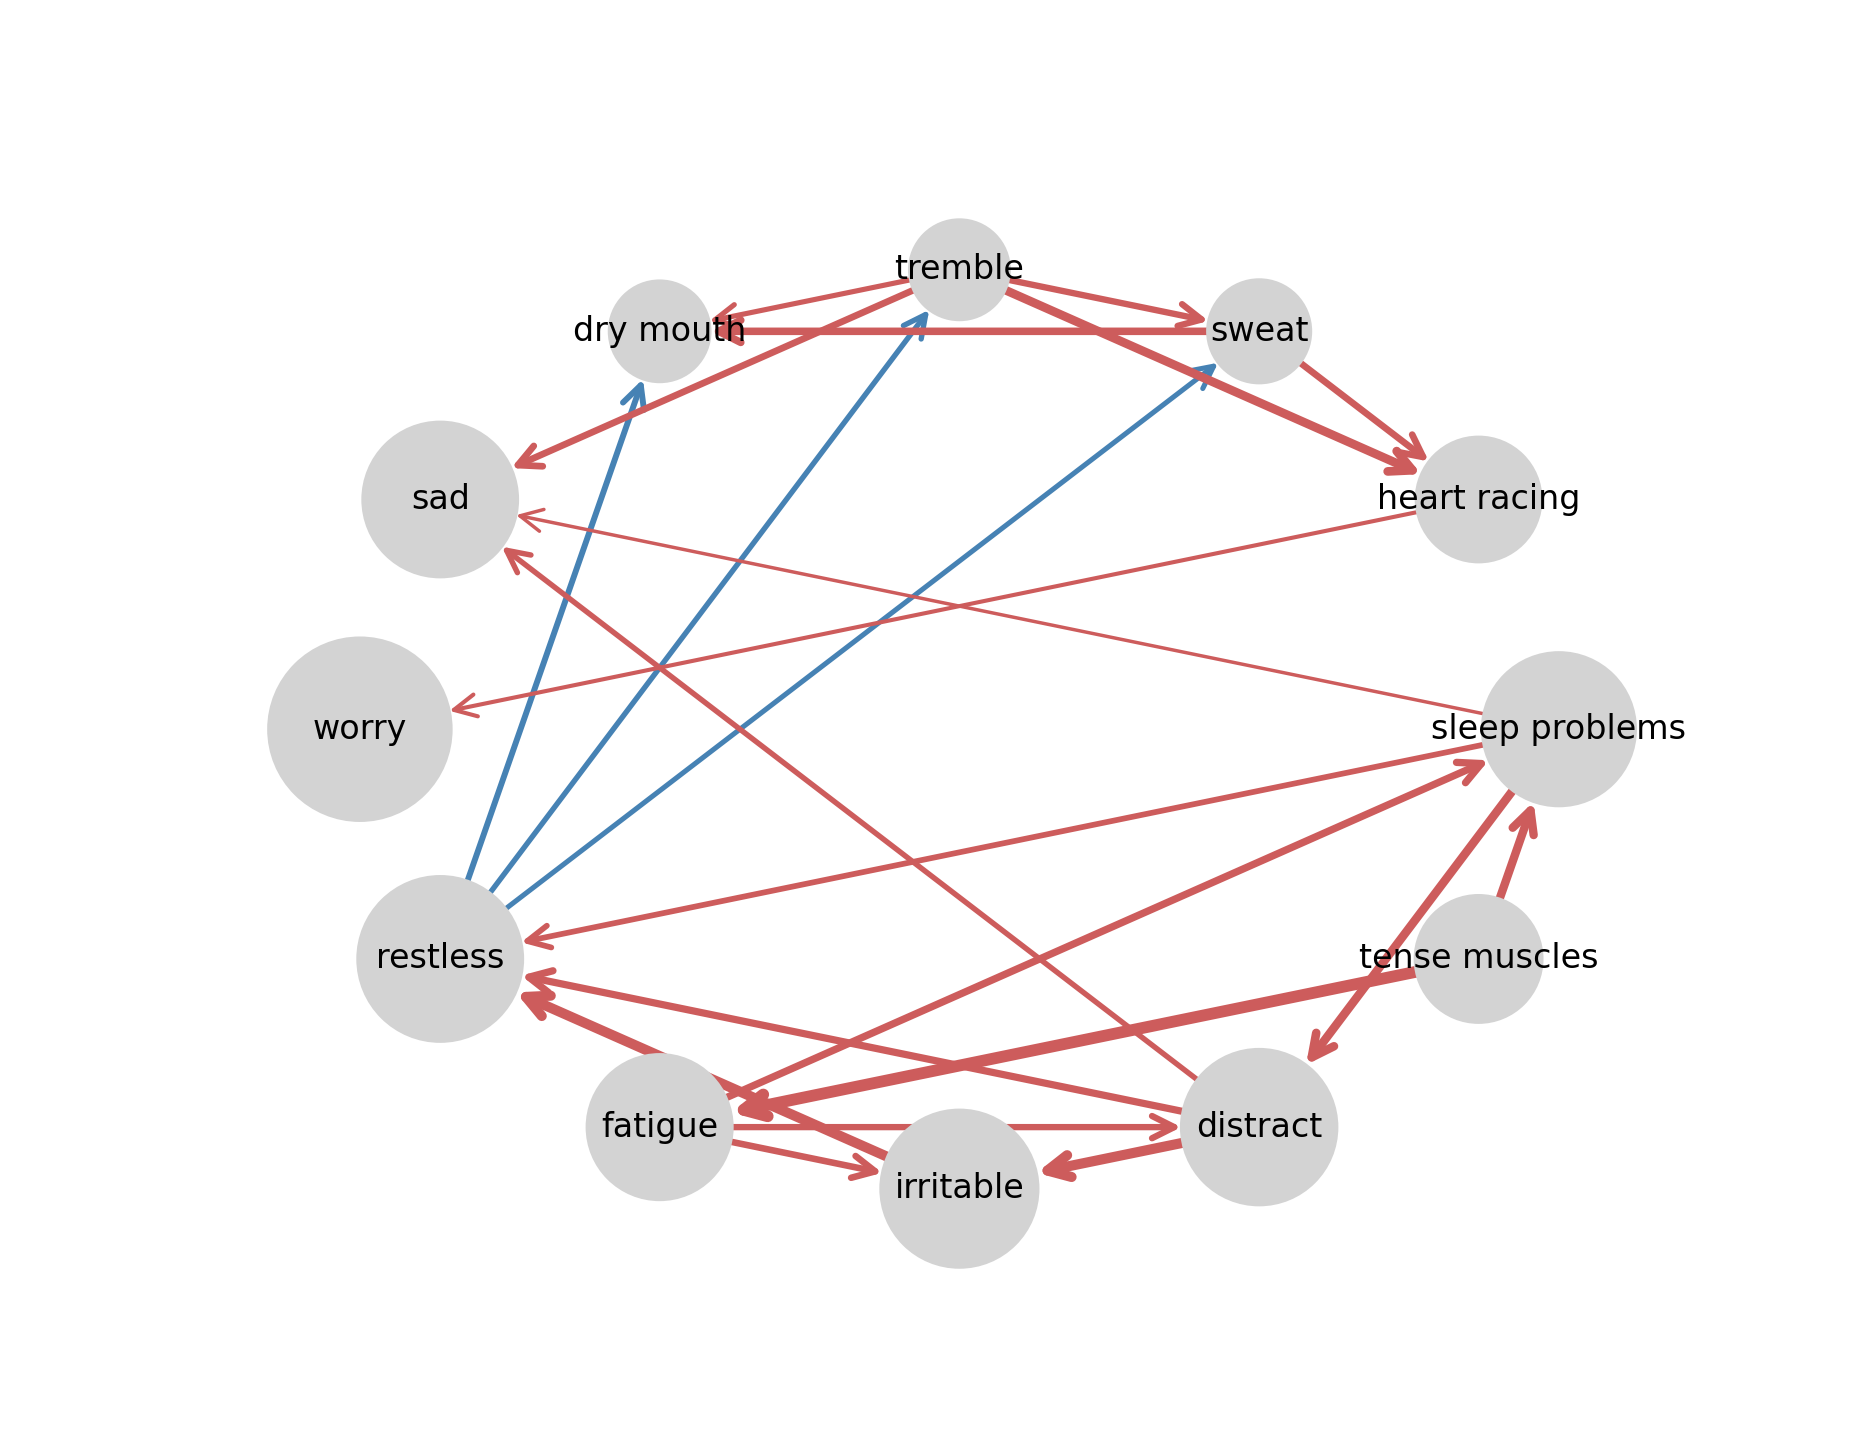 tremble
dry mouth
sweat
sad
heart racing
worry
sleep problems
restless
tense muscles
fatigue
distract
irritable